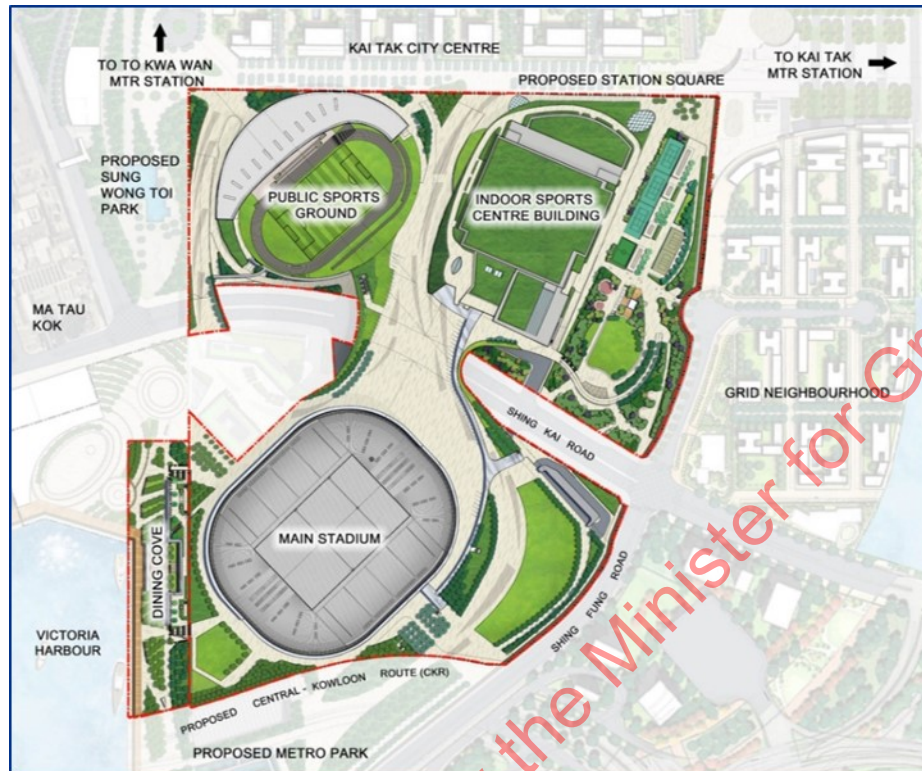 KAI TAK CITY CENTRE
TO TO KWA WAN
MTR STATION
TO KAI TAK
MTR STATION
PROPOSED STATION SQUARE
PROPOSED
SUNG
WONG TOI
PARK
PUBLIC SPORTS
GROUND
INDOOR SPORTS
CENTRE BUILDING
MA TAU
KOK
GRID NEIGHBOURHOOD
SHING KAI ROAD
MAIN STADIUM
DINING COVE
SHING FUNG ROAD
VICTORIA
HARBOUR
PROPOSED CENTRAL - KOWLOON ROUTE (CKR)
PROPOSED METRO PARK
the Minister for